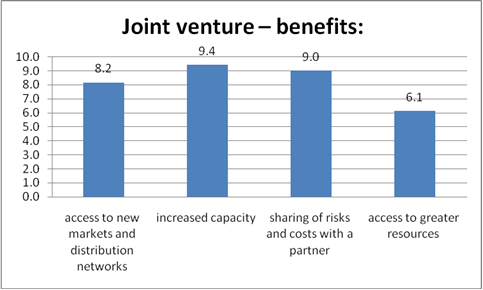 Joint venture – benefits:
9.4
9.0
8.2
6.1
10.0
9.0
8.0
7.0
6.0
5.0
4.0
3.0
2.0
1.0
0.0
access to new
markets and
distribution
networks
increased capacity
sharing of risks
and costs with a
partner
access to greater
resources